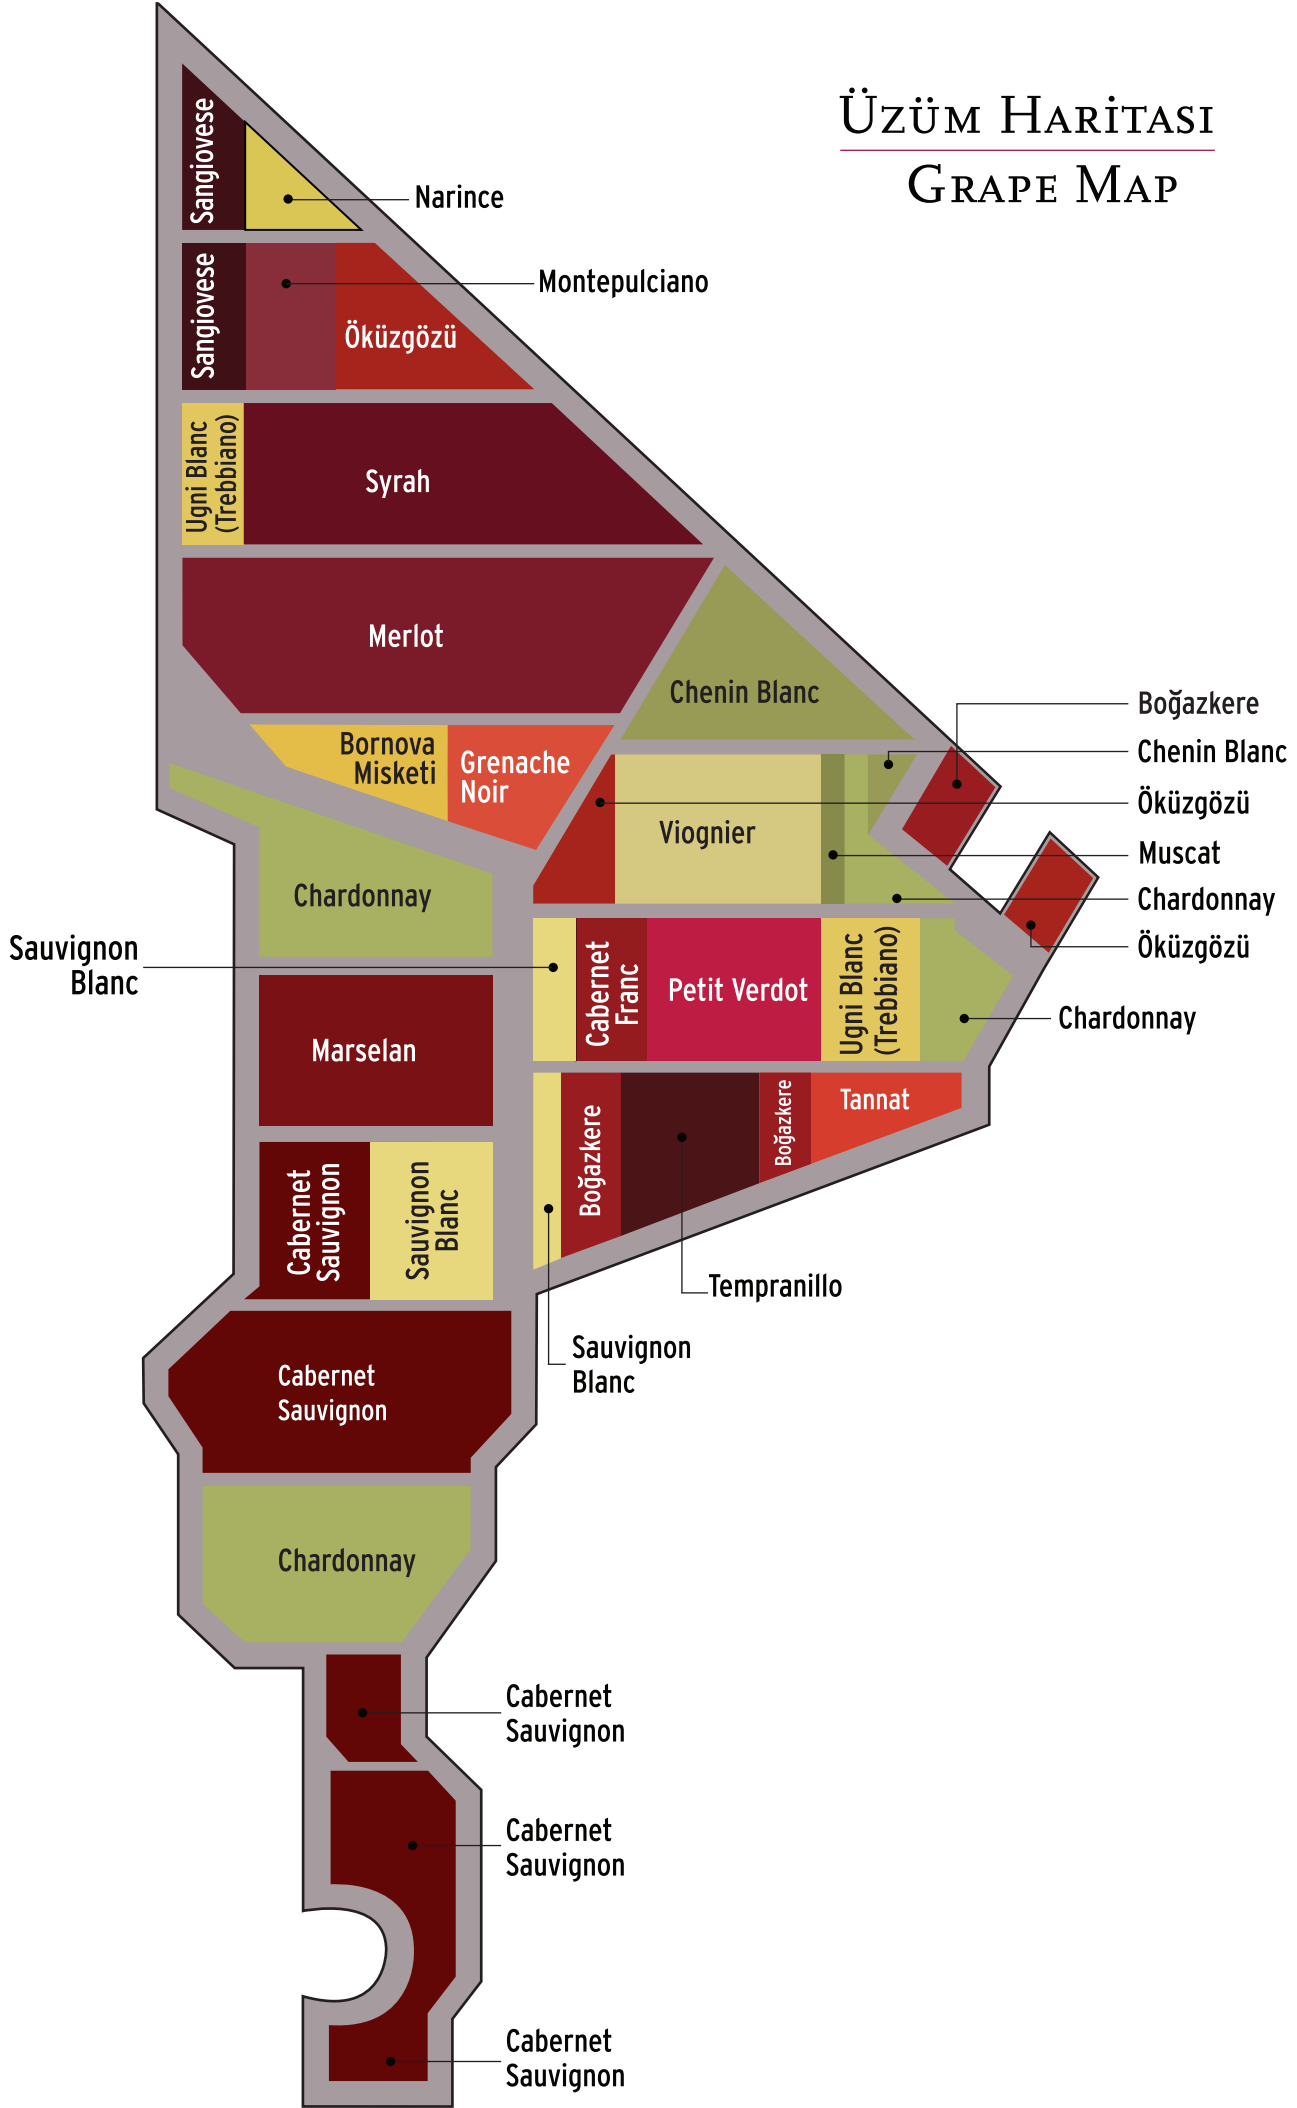 ÜZÜM HARİTASI
GRAPE MAP
Sangiovese
Narince
Sangiovese
Montepulciano
Öküzgözü
Ugni Blanc
(Trebbiano)
Syrah
Merlot
Chenin Blanc
Bornova
Misketi
Grenache
Noir
Boğazkere
Chenin Blanc
Öküzgözü
Viognier
Muscat
Chardonnay
Chardonnay
Öküzgözü
Sauvignon
Blanc
Cabernet
Franc
Petit Verdot
Ugni Blanc
(Trebbiano)
Chardonnay
Marselan
Boğazkere
Boğazkere
Tannat
Cabernet
Sauvignon
Sauvignon
Blanc
Tempranillo
Sauvignon
Blanc
Cabernet
Sauvignon
Chardonnay
Cabernet
Sauvignon
Cabernet
Sauvignon
Cabernet
Sauvignon